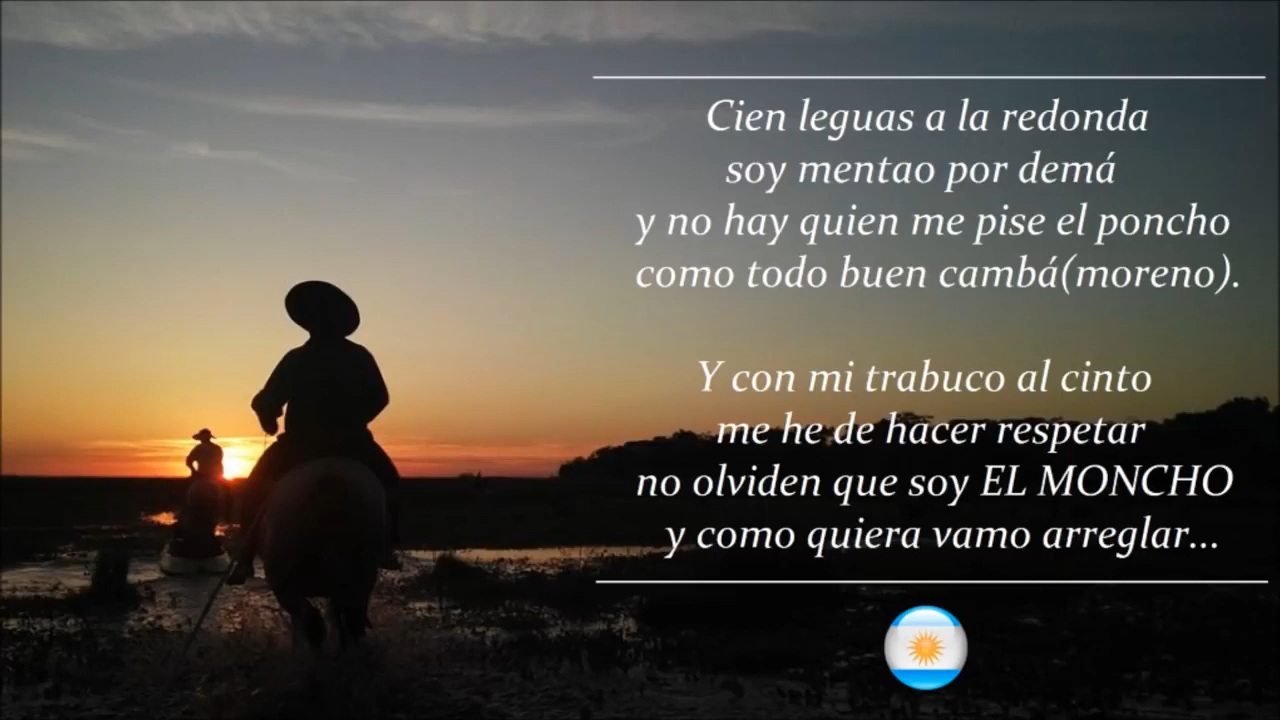 Cien leguas a la redonda
soy mentao por demá
y no hay quien me pise el poncho
como todo buen cambá(moreno).
Y con mi trabuco al cinto
me he de hacer respetar
no olviden que soy EL MONCHO
y como quiera vamo arreglar...